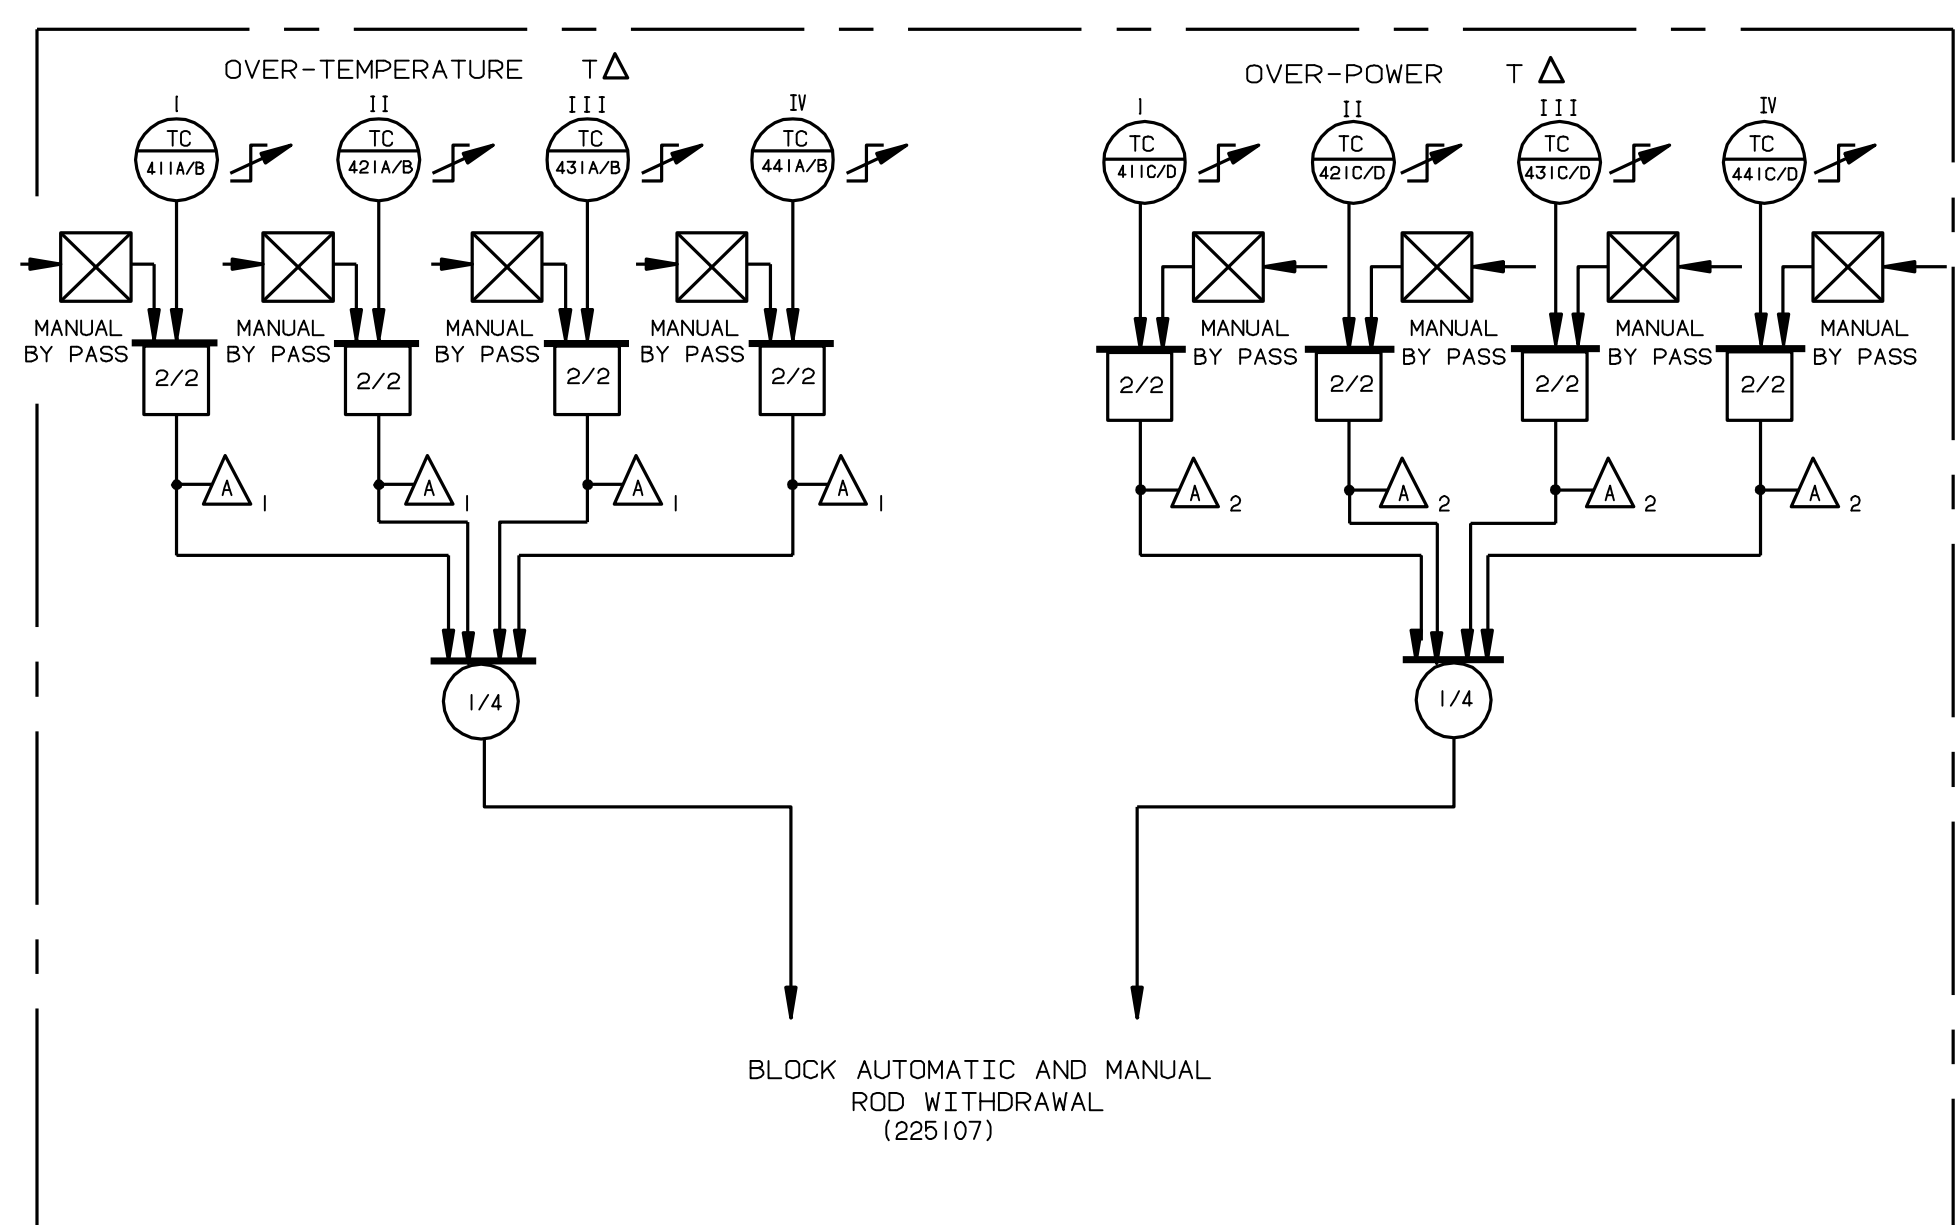 OVER-TEMPERATURE T△
OVER-POWER T △
I II III IV
I II III IV
TC TC TC TC
TC TC TC TC
411A/B 421A/B 431A/B 441A/B
411C/D 421C/D 431C/D 441C/D
MANUAL MANUAL MANUAL MANUAL
MANUAL MANUAL MANUAL MANUAL
BY PASS BY PASS BY PASS BY PASS
BY PASS BY PASS BY PASS BY PASS
2/2 2/2 2/2 2/2
2/2 2/2 2/2 2/2
A 1 A 1 A 1 A 1
A 2 A 2 A 2 A 2
1/4
1/4
BLOCK AUTOMATIC AND MANUAL
ROD WITHDRAWAL
(225107)